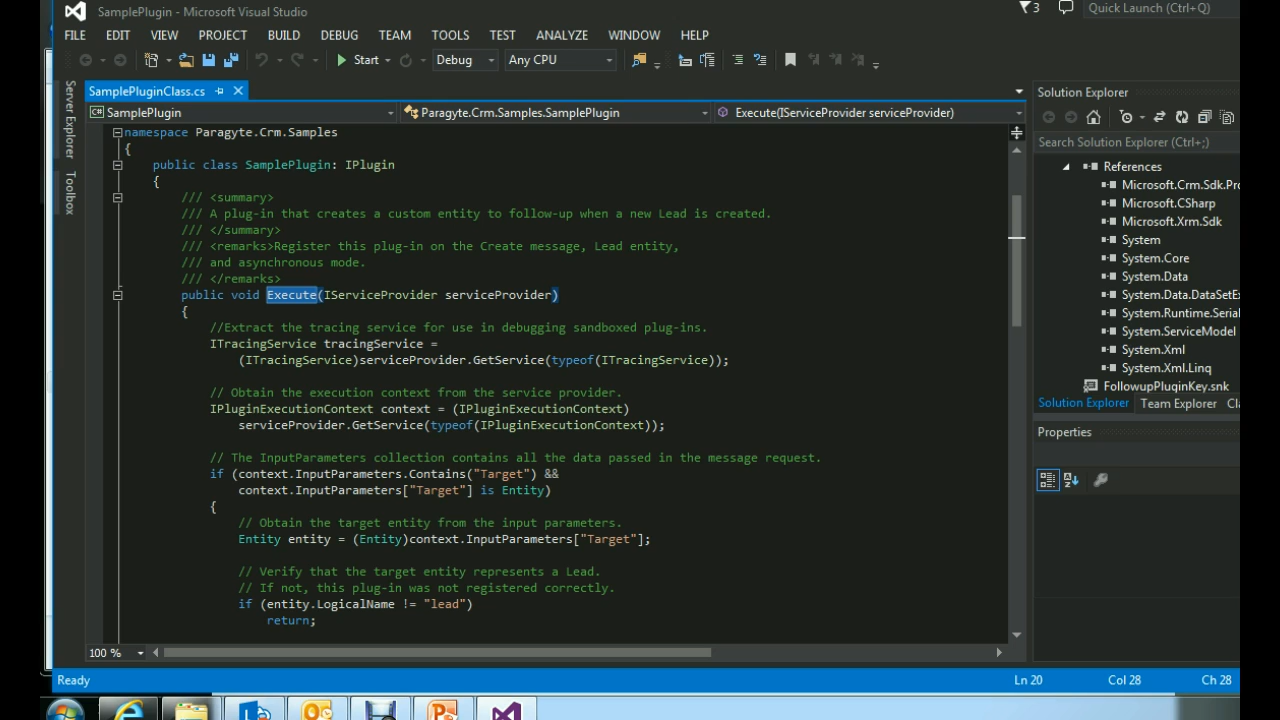 SamplePlugin - Microsoft Visual Studio
3
Quick Launch (Ctrl+Q)
FILE EDIT VIEW PROJECT BUILD DEBUG TEAM TOOLS TEST ANALYZE WINDOW HELP
Start Debug Any CPU
Server Explorer
Toolbox
SamplePluginClass.cs
C# SamplePlugin
Paragyte.Crm.Samples.SamplePlugin
Execute(IServiceProvider serviceProvider)
namespace Paragyte.Crm.Samples
{
public class SamplePlugin: IPlugin
{
/// <summary>
/// A plug-in that creates a custom entity to follow-up when a new Lead is created.
/// </summary>
/// <remarks>Register this plug-in on the Create message, Lead entity,
/// and asynchronous mode.
/// </remarks>
public void Execute(IServiceProvider serviceProvider)
{
//Extract the tracing service for use in debugging sandboxed plug-ins.
ITracingService tracingService =
(ITracingService)serviceProvider.GetService(typeof(ITracingService));
// Obtain the execution context from the service provider.
IPluginExecutionContext context = (IPluginExecutionContext)
serviceProvider.GetService(typeof(IPluginExecutionContext));
// The InputParameters collection contains all the data passed in the message request.
if (context.InputParameters.Contains("Target") &&
context.InputParameters["Target"] is Entity)
{
// Obtain the target entity from the input parameters.
Entity entity = (Entity)context.InputParameters["Target"];
// Verify that the target entity represents a Lead.
// If not, this plug-in was not registered correctly.
if (entity.LogicalName != "lead")
return;
100 %
Solution Explorer
Search Solution Explorer (Ctrl+;)
References
Microsoft.Crm.Sdk.Prc
Microsoft.CSharp
Microsoft.Xrm.Sdk
System
System.Core
System.Data
System.Data.DataSetEx
System.Runtime.Serial
System.ServiceModel
System.Xml
System.Xml.Linq
FollowupPluginKey.snk
Solution Explorer Team Explorer Cl
Properties
Ready
Ln 20 Col 28 Ch 28